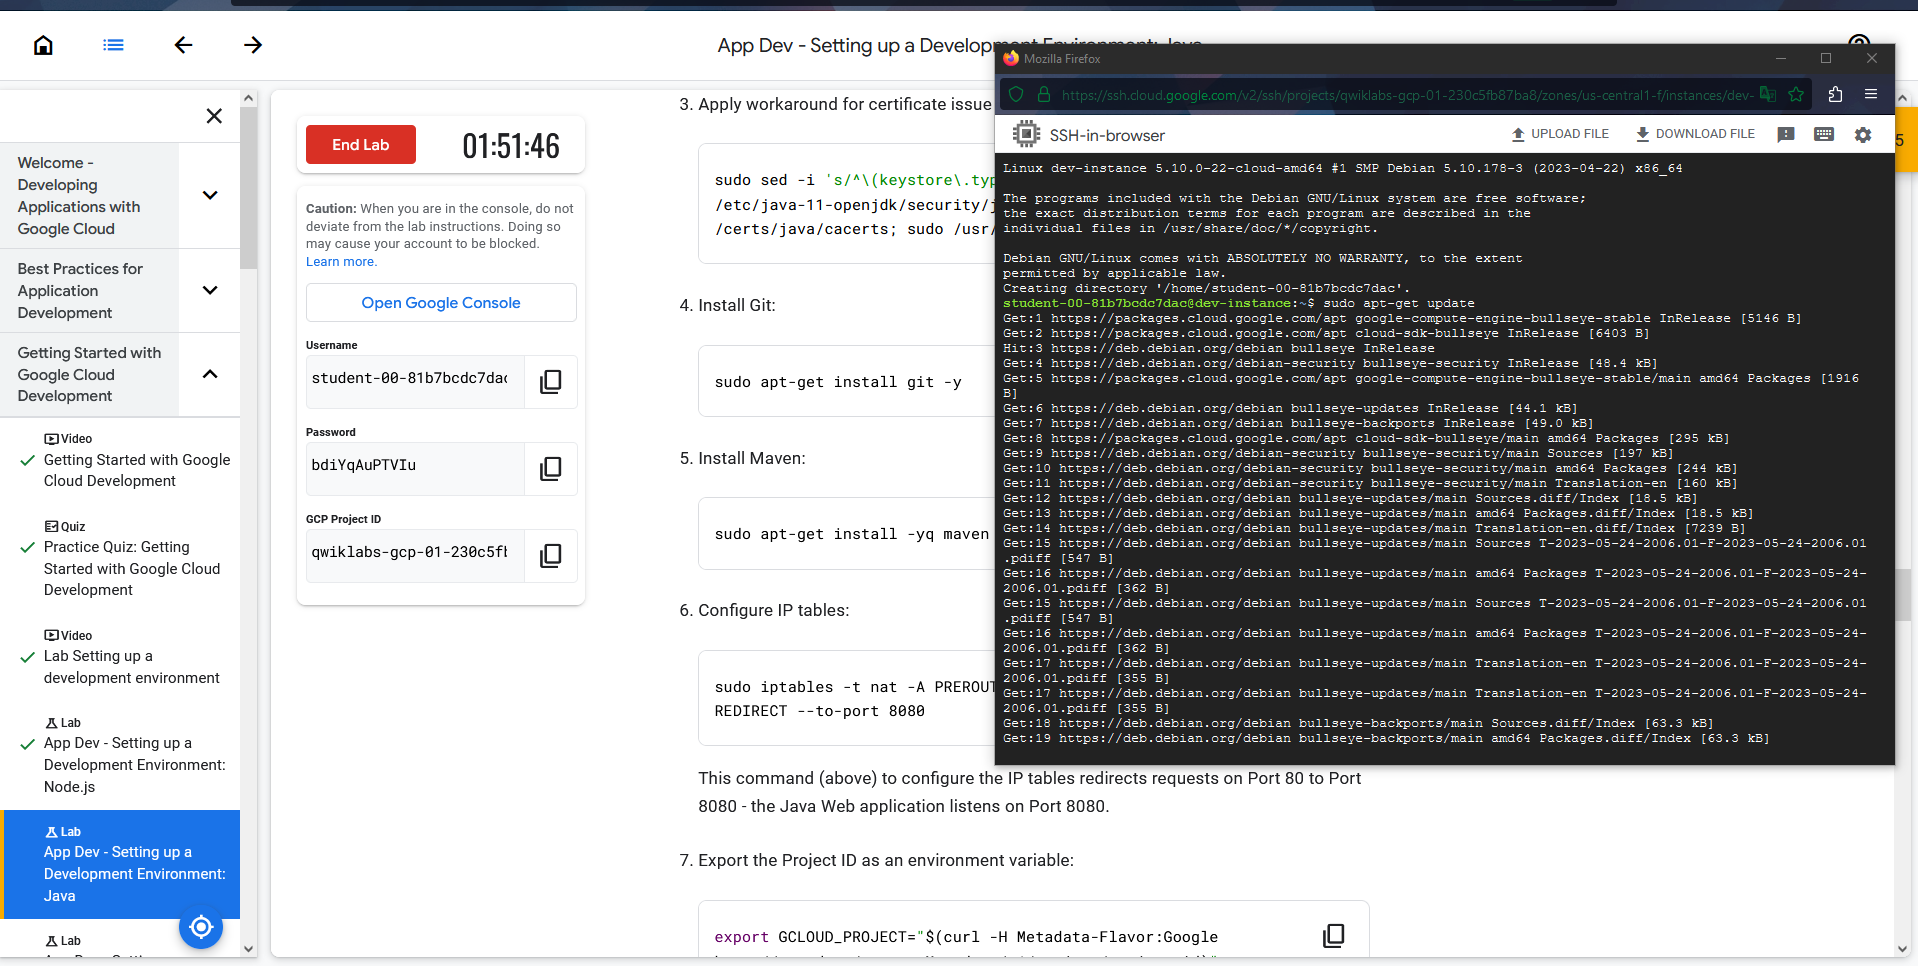 App Dev - Setting up a Development Environment: Java
Welcome -
Developing
Applications with
Google Cloud
Best Practices for
Application
Development
Getting Started with
Google Cloud
Development
Video
Getting Started with Google
Cloud Development
Quiz
Practice Quiz: Getting
Started with Google Cloud
Development
Video
Lab Setting up a
development environment
Lab
App Dev - Setting up a
Development Environment:
Node.js
Lab
App Dev - Setting up a
Development Environment:
Java
Lab
End Lab
01:51:46
Caution: When you are in the console, do not
deviate from the lab instructions. Doing so
may cause your account to be blocked.
Learn more.
Open Google Console
Username
student-00-81b7bcdc7dac
Password
bdiYqAuPTVIu
GCP Project ID
qwiklabs-gcp-01-230c5fb
3. Apply workaround for certificate issue
sudo sed -i 's/^\(keystore\.typ
/etc/java-11-openjdk/security/j
/certs/java/cacerts; sudo /usr/
4. Install Git:
sudo apt-get install git -y
5. Install Maven:
sudo apt-get install -yq maven
6. Configure IP tables:
sudo iptables -t nat -A PREROUT
REDIRECT --to-port 8080
This command (above) to configure the IP tables redirects requests on Port 80 to Port
8080 - the Java Web application listens on Port 8080.
7. Export the Project ID as an environment variable:
export GCLOUD_PROJECT="$(curl -H Metadata-Flavor:Google
5
Mozilla Firefox
https://ssh.cloud.google.com/v2/ssh/projects/qwiklabs-gcp-01-230c5fb87ba8/zones/us-central1-f/instances/dev-
SSH-in-browser
UPLOAD FILE
DOWNLOAD FILE
Linux dev-instance 5.10.0-22-cloud-amd64 #1 SMP Debian 5.10.178-3 (2023-04-22) x86_64
The programs included with the Debian GNU/Linux system are free software;
the exact distribution terms for each program are described in the
individual files in /usr/share/doc/*/copyright.
Debian GNU/Linux comes with ABSOLUTELY NO WARRANTY, to the extent
permitted by applicable law.
Creating directory '/home/student-00-81b7bcdc7dac'.
student-00-81b7bcdc7dac@dev-instance:~$ sudo apt-get update
Get:1 https://packages.cloud.google.com/apt google-compute-engine-bullseye-stable InRelease [5146 B]
Get:2 https://packages.cloud.google.com/apt cloud-sdk-bullseye InRelease [6403 B]
Hit:3 https://deb.debian.org/debian bullseye InRelease
Get:4 https://deb.debian.org/debian-security bullseye-security InRelease [48.4 kB]
Get:5 https://packages.cloud.google.com/apt google-compute-engine-bullseye-stable/main amd64 Packages [1916
B]
Get:6 https://deb.debian.org/debian bullseye-updates InRelease [44.1 kB]
Get:7 https://deb.debian.org/debian bullseye-backports InRelease [49.0 kB]
Get:8 https://packages.cloud.google.com/apt cloud-sdk-bullseye/main amd64 Packages [295 kB]
Get:9 https://deb.debian.org/debian-security bullseye-security/main Sources [197 kB]
Get:10 https://deb.debian.org/debian-security bullseye-security/main amd64 Packages [244 kB]
Get:11 https://deb.debian.org/debian-security bullseye-security/main Translation-en [160 kB]
Get:12 https://deb.debian.org/debian bullseye-updates/main Sources.diff/Index [18.5 kB]
Get:13 https://deb.debian.org/debian bullseye-updates/main amd64 Packages.diff/Index [18.5 kB]
Get:14 https://deb.debian.org/debian bullseye-updates/main Translation-en.diff/Index [7239 B]
Get:15 https://deb.debian.org/debian bullseye-updates/main Sources T-2023-05-24-2006.01-F-2023-05-24-2006.01
.pdiff [547 B]
Get:16 https://deb.debian.org/debian bullseye-updates/main amd64 Packages T-2023-05-24-2006.01-F-2023-05-24-
2006.01.pdiff [362 B]
Get:15 https://deb.debian.org/debian bullseye-updates/main Sources T-2023-05-24-2006.01-F-2023-05-24-2006.01
.pdiff [547 B]
Get:16 https://deb.debian.org/debian bullseye-updates/main amd64 Packages T-2023-05-24-2006.01-F-2023-05-24-
2006.01.pdiff [362 B]
Get:17 https://deb.debian.org/debian bullseye-updates/main Translation-en T-2023-05-24-2006.01-F-2023-05-24-
2006.01.pdiff [355 B]
Get:17 https://deb.debian.org/debian bullseye-updates/main Translation-en T-2023-05-24-2006.01-F-2023-05-24-
2006.01.pdiff [355 B]
Get:18 https://deb.debian.org/debian bullseye-backports/main Sources.diff/Index [63.3 kB]
Get:19 https://deb.debian.org/debian bullseye-backports/main amd64 Packages.diff/Index [63.3 kB]